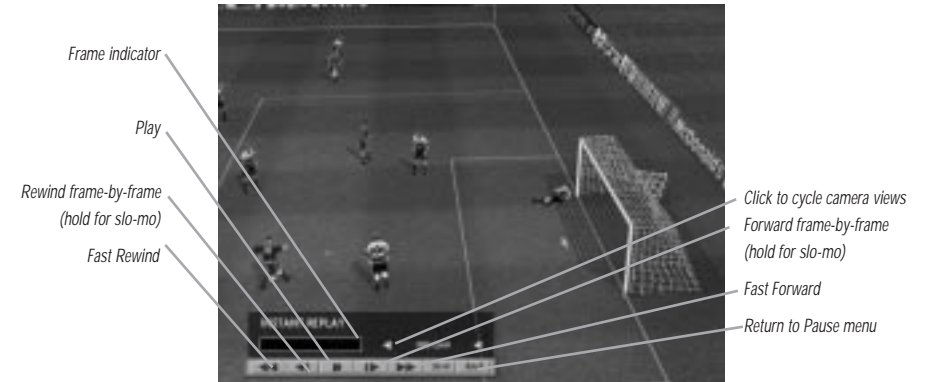 Frame indicator
Play
Rewind frame-by-frame
(hold for slo-mo)
Fast Rewind
INSTANT REPLAY
Click to cycle camera views
Forward frame-by-frame
(hold for slo-mo)
Fast Forward
Return to Pause menu